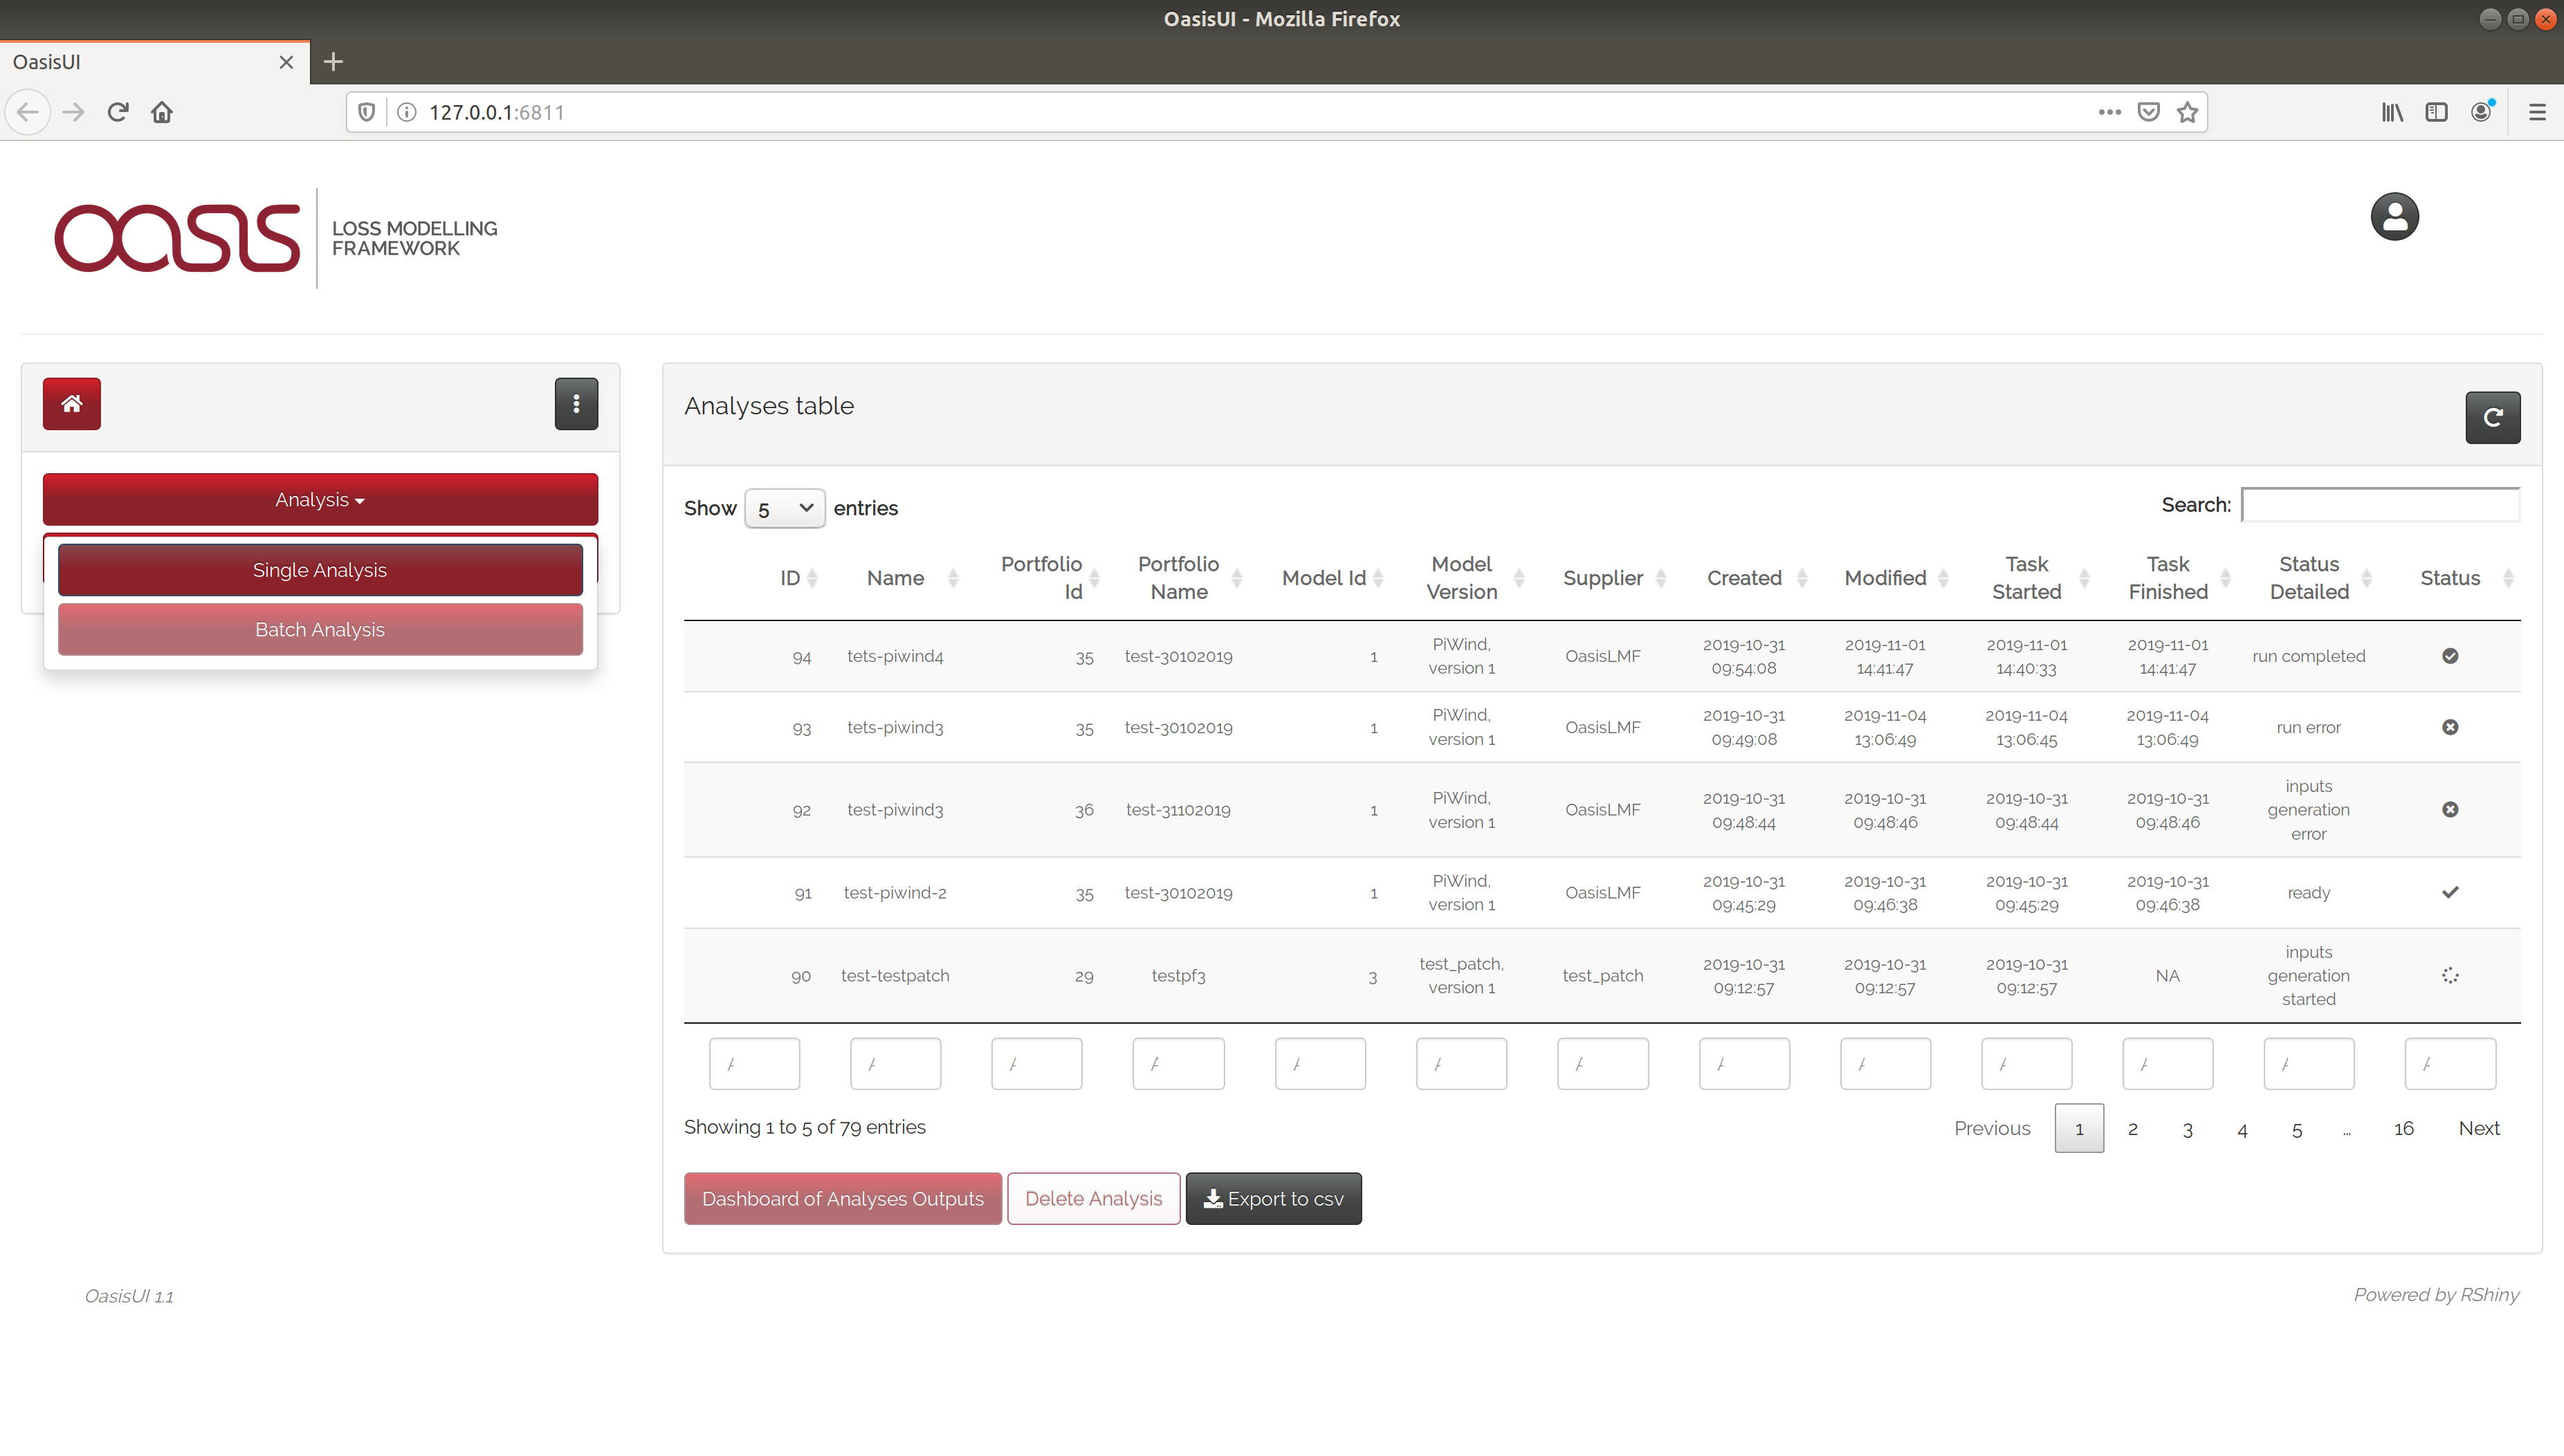 OasisUI - Mozilla Firefox
OasisUI
127.0.0.1:6811
oasis
LOSS MODELLING
FRAMEWORK
Analysis
Single Analysis
Batch Analysis
Analyses table
Show 5 entries
Search:
ID Name Portfolio Id Portfolio Name Model Id Model Version Supplier Created Modified Task Started Task Finished Status Detailed Status
94 tets-piwind4 35 test-30102019 1 PiWind, version 1 OasisLMF 2019-10-31 09:54:08 2019-11-01 14:41:47 2019-11-01 14:40:33 2019-11-01 14:41:47 run completed
93 tets-piwind3 35 test-30102019 1 PiWind, version 1 OasisLMF 2019-10-31 09:49:08 2019-11-04 13:06:49 2019-11-04 13:06:45 2019-11-04 13:06:49 run error
92 test-piwind3 36 test-31102019 1 PiWind, version 1 OasisLMF 2019-10-31 09:48:44 2019-10-31 09:48:46 2019-10-31 09:48:44 2019-10-31 09:48:46 inputs generation error
91 test-piwind-2 35 test-30102019 1 PiWind, version 1 OasisLMF 2019-10-31 09:45:29 2019-10-31 09:46:38 2019-10-31 09:45:29 2019-10-31 09:46:38 ready
90 test-testpatch 29 testpf3 3 test_patch, version 1 test_patch 2019-10-31 09:12:57 2019-10-31 09:12:57 2019-10-31 09:12:57 NA inputs generation started
Showing 1 to 5 of 79 entries
Previous 1 2 3 4 5 … 16 Next
Dashboard of Analyses Outputs
Delete Analysis
Export to csv
OasisUI 1.1
Powered by RShiny